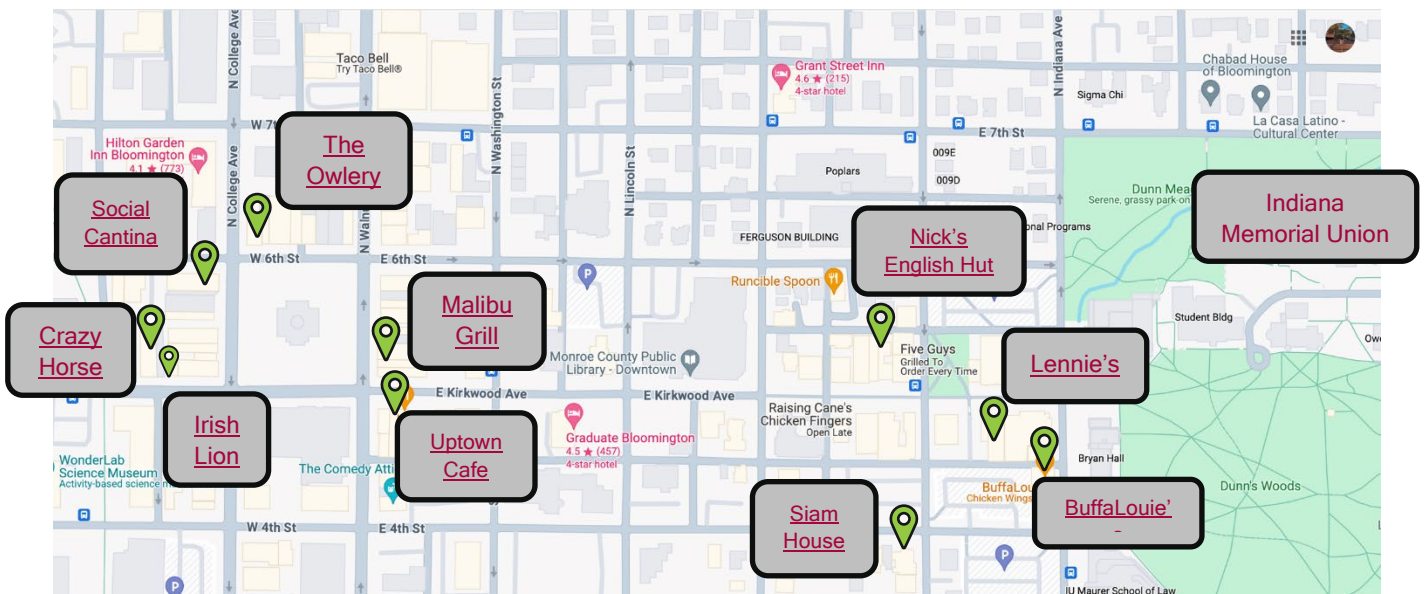 N College Ave
Taco Bell
Try Taco Bell®
N Washington St
Grant Street Inn
4.6 ★ (215)
4-star hotel
N Indiana Ave
Sigma Chi
Chabad House
of Bloomington
La Casa Latino -
Cultural Center
W 7th
E 7th St
Hilton Garden
Inn Bloomington
4.1 ★ (773)
The
Owlery
N College Ave
N Lincoln St
009E
009D
Poplars
Dunn Mea
Serene, grassy park on
Indiana
Memorial Union
Social
Cantina
W 6th St
E 6th St
FERGUSON BUILDING
onal Programs
Nick's
English Hut
P
Runcible Spoon
Malibu
Grill
Crazy
Horse
Student Bldg
Monroe County Public
Library - Downtown
Five Guys
Grilled To
Order Every Time
Lennie's
E Kirkwood Ave
E Kirkwood Ave
Irish
Lion
Raising Cane's
Chicken Fingers
Open Late
Uptown
Cafe
Graduate Bloomington
4.5 ★ (457)
4-star hotel
WonderLab
Science Museum
Activity-based science
The Comedy Atti
Bryan Hall
BuffaLou
Chicken Wings
Dunn's Woods
BuffaLouie'
Siam
House
W 4th St
E 4th St
P
P
IU Maurer School of Law